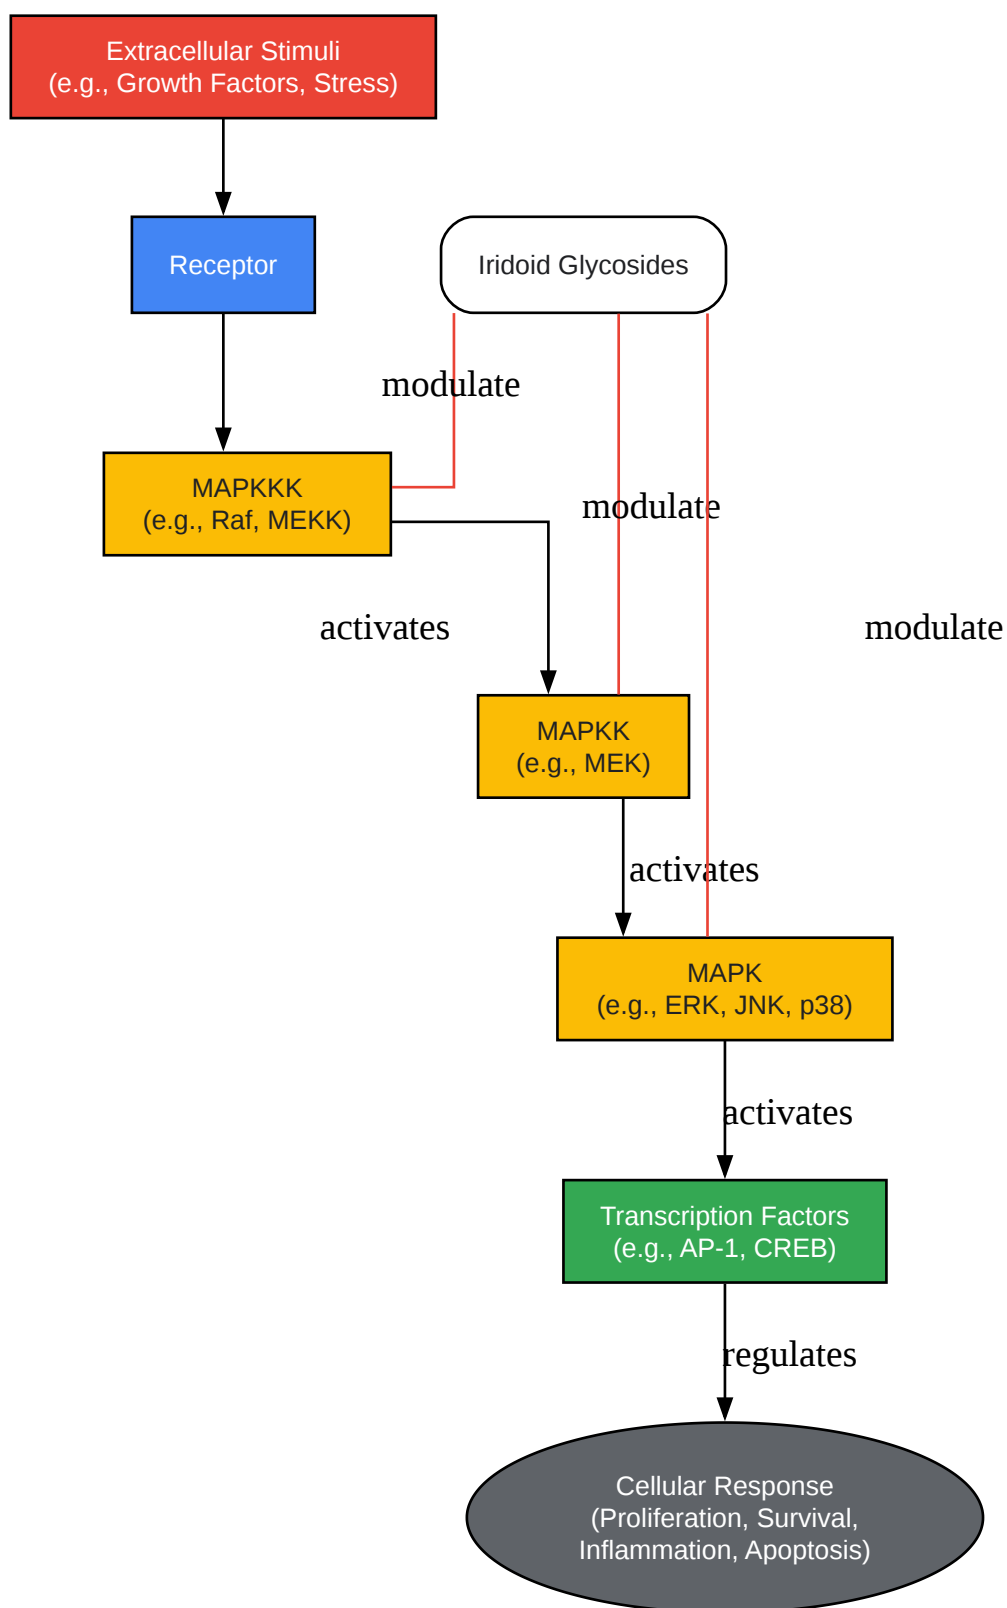 Extracellular Stimuli
(e.g., Growth Factors, Stress)
Receptor
Iridoid Glycosides
modulate
MAPKKK
(e.g., Raf, MEKK)
modulate
activates
modulate
MAPKK
(e.g., MEK)
activates
MAPK
(e.g., ERK, JNK, p38)
activates
Transcription Factors
(e.g., AP-1, CREB)
regulates
Cellular Response
(Proliferation, Survival,
Inflammation, Apoptosis)